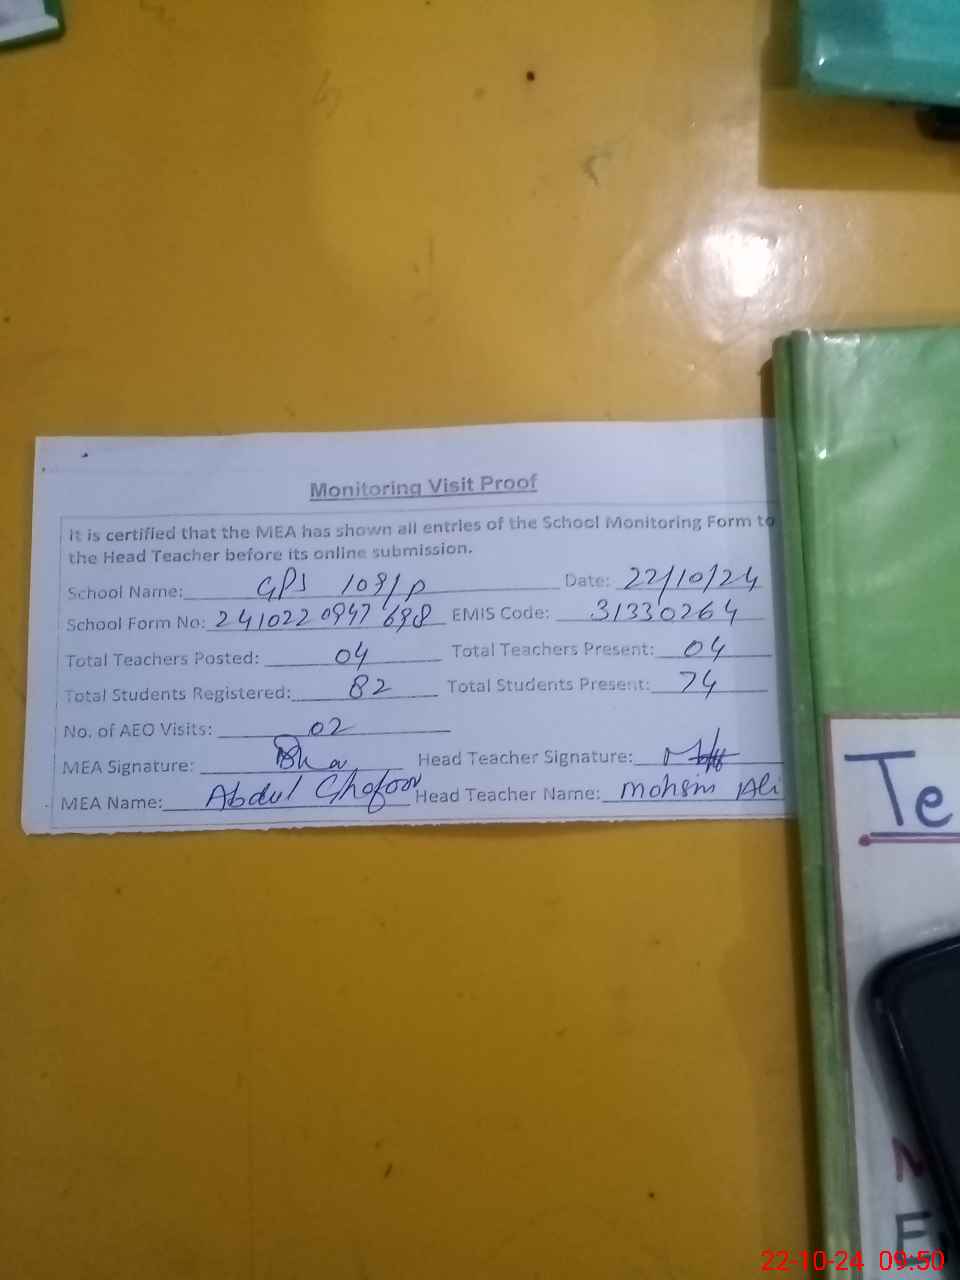 Monitoring Visit Proof
It is certified that the MEA has shown all entries of the School Monitoring Form to
the Head Teacher before its online submission.
School Name: GPS 109/P Date: 22/10/24
School Form No: 2410220947698 EMIS Code: 31330264
Total Teachers Posted: 04 Total Teachers Present: 04
Total Students Registered: 82 Total Students Present: 74
No. of AEO Visits: 02
MEA Signature: Head Teacher Signature:
MEA Name: Abdul Ghafoor Head Teacher Name: Mohsin Ali
Te
N
F
22-10-24 09:50